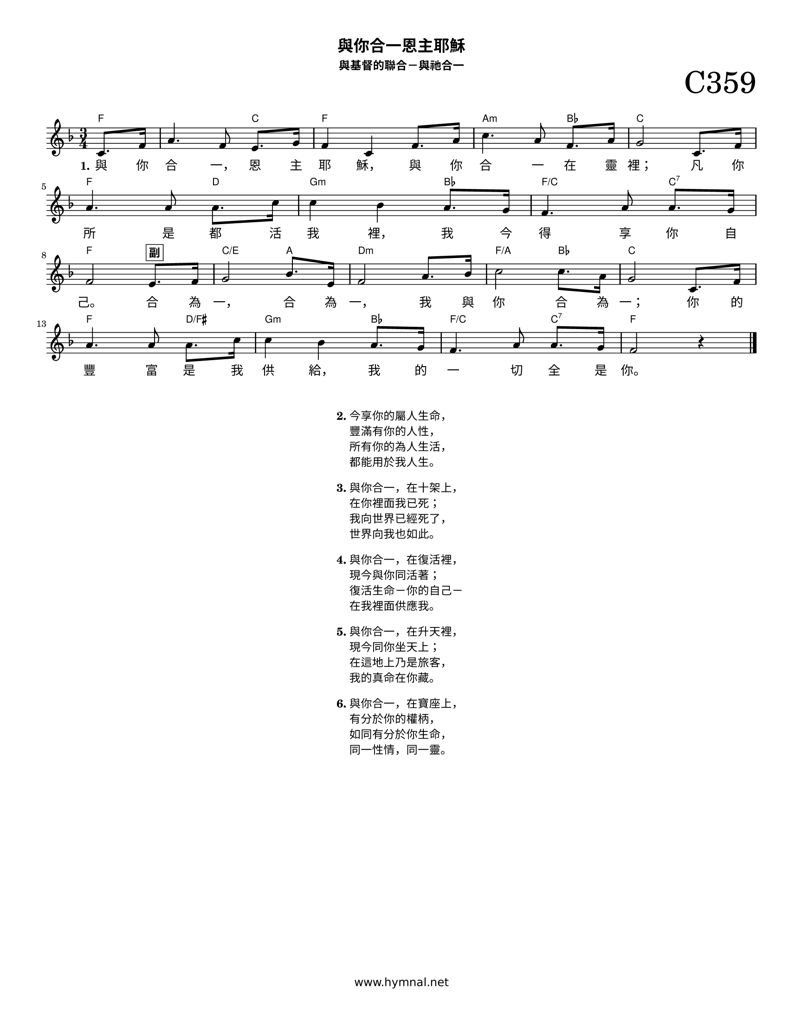 與你合一恩主耶穌
與基督的聯合－與祂合一
C359
F C F Am B♭ C
3/4
1. 與 你 合 一， 恩 主 耶 穌， 與 你 合 一 在 靈 裡； 凡 你
5 F D Gm B♭ F/C C7
所 是 都 活 我 裡， 我 今 得 享 你 自
8 F 副 C/E A Dm F/A B♭ C
己。 合 為 一， 合 為 一， 我 與 你 合 為 一； 你 的
13 F D/F♯ Gm B♭ F/C C7 F
豐 富 是 我 供 給， 我 的 一 切 全 是 你。
2. 今享你的屬人生命，
豐滿有你的人性，
所有你的為人生活，
都能用於我人生。
3. 與你合一，在十架上，
在你裡面我已死；
我向世界已經死了，
世界向我也如此。
4. 與你合一，在復活裡，
現今與你同活著；
復活生命－你的自己－
在我裡面供應我。
5. 與你合一，在升天裡，
現今同你坐天上；
在這地上乃是旅客，
我的真命在你藏。
6. 與你合一，在寶座上，
有分於你的權柄，
如同有分於你生命，
同一性情，同一靈。
www.hymnal.net